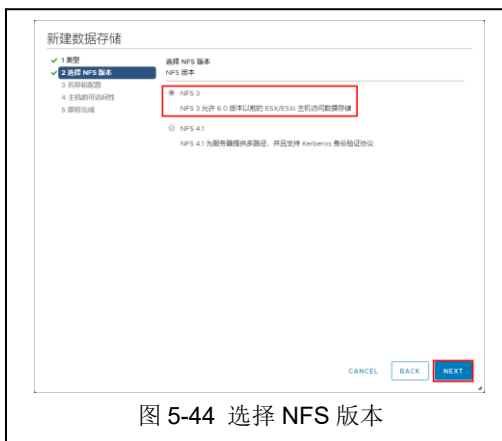 新建数据存储
1 类型
2 选择 NFS 版本
3 名称和配置
4 主机的可访问性
5 即将完成
选择 NFS 版本
NFS 版本
NFS 3
NFS 3 允许 6.0 版本以前的 ESX/ESXi 主机访问数据存储
NFS 4.1
NFS 4.1 为服务器提供多路径，并且支持 Kerberos 身份验证协议
CANCEL BACK NEXT
图 5-44 选择 NFS 版本